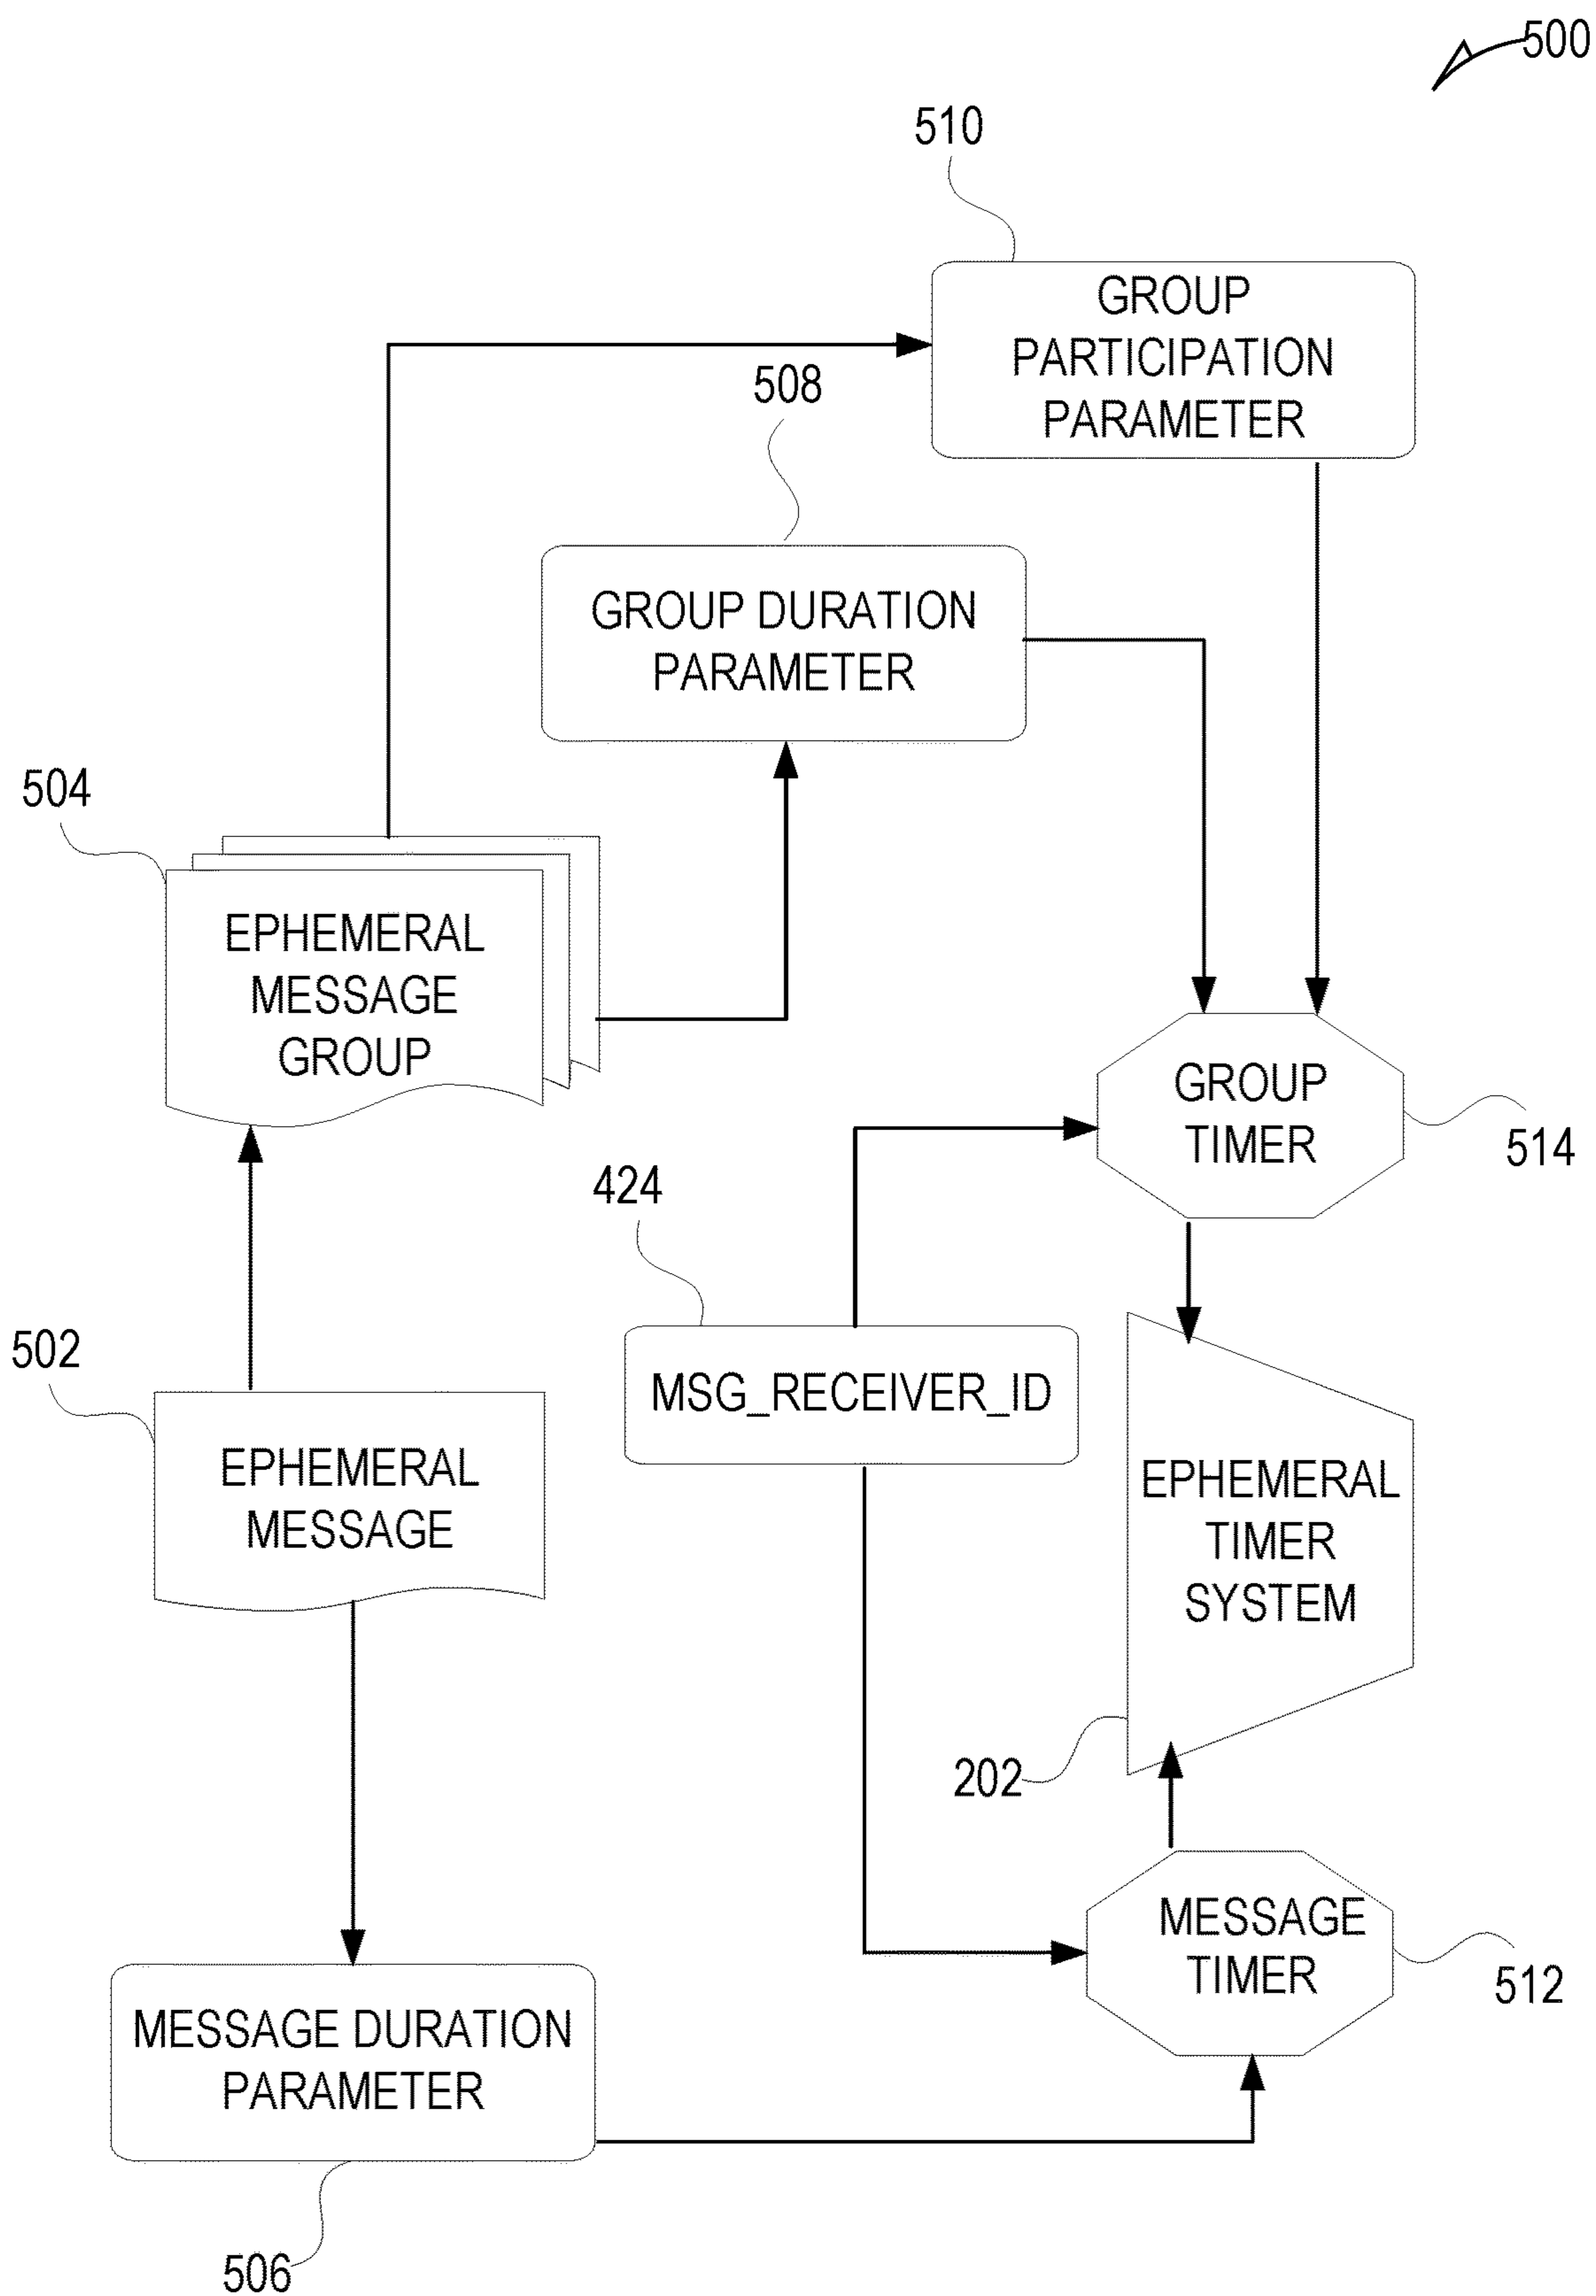 500
510
GROUP
PARTICIPATION
PARAMETER
508
GROUP DURATION
PARAMETER
504
EPHEMERAL
MESSAGE
GROUP
GROUP
TIMER
514
424
MSG_RECEIVER_ID
502
EPHEMERAL
MESSAGE
EPHEMERAL
TIMER
SYSTEM
202
MESSAGE
TIMER
512
MESSAGE DURATION
PARAMETER
506